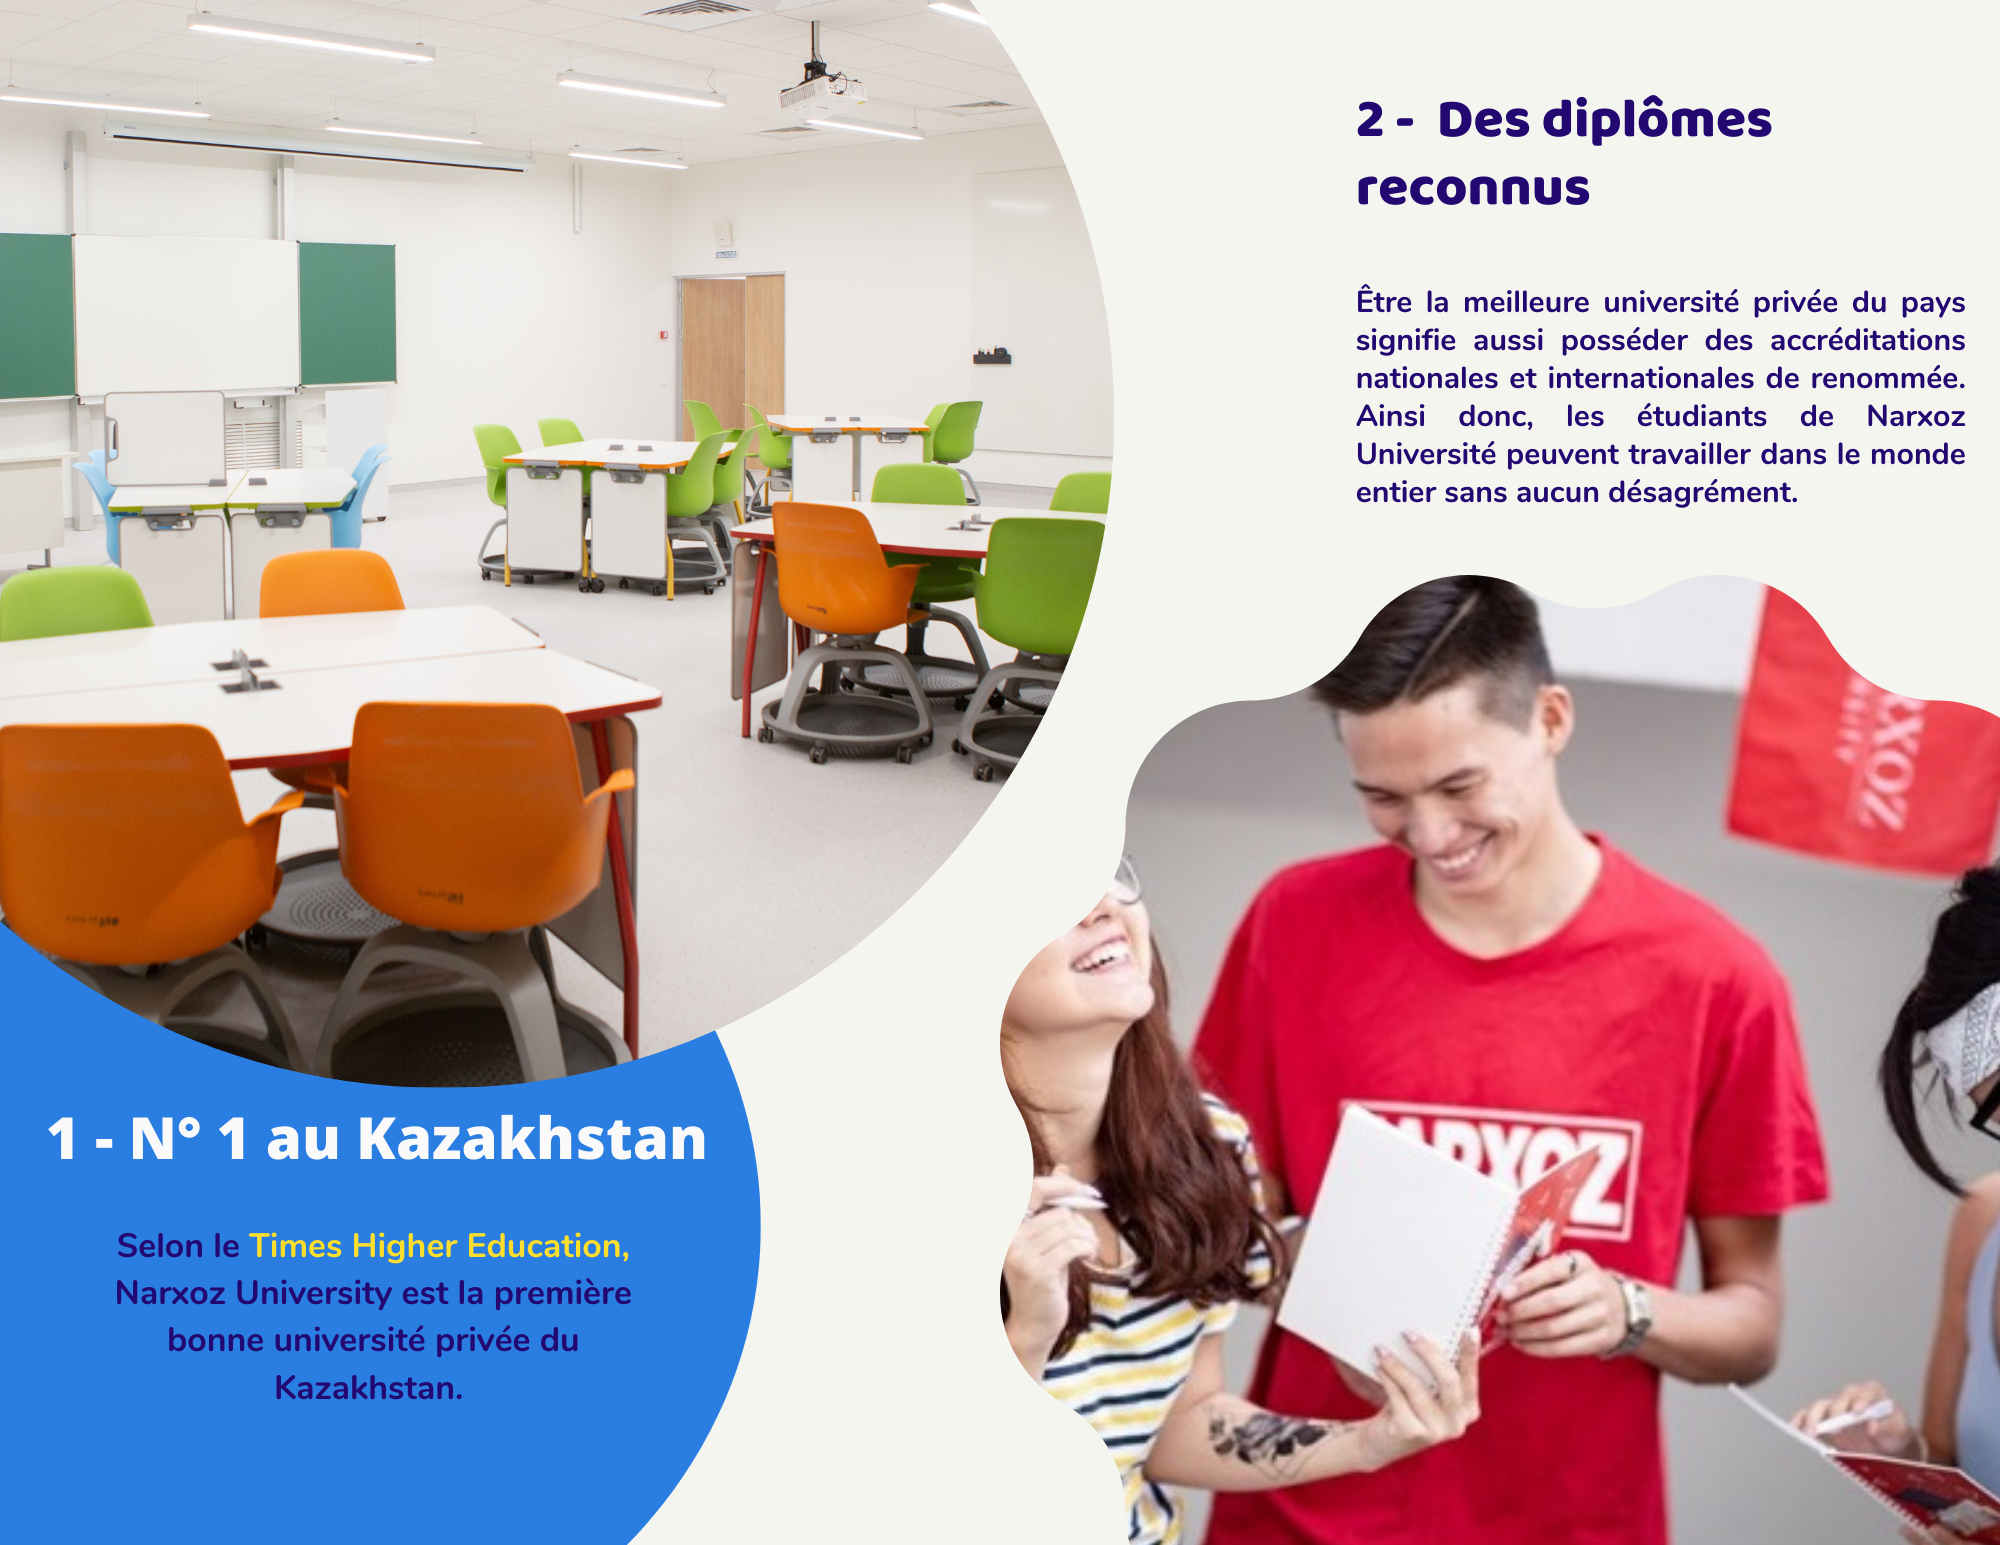 1 - N° 1 au Kazakhstan
Selon le Times Higher Education,
Narxoz University est la première
bonne université privée du
Kazakhstan.
2 - Des diplômes
reconnus
Être la meilleure université privée du pays
signifie aussi posséder des accréditations
nationales et internationales de renommée.
Ainsi donc, les étudiants de Narxoz
Université peuvent travailler dans le monde
entier sans aucun désagrément.